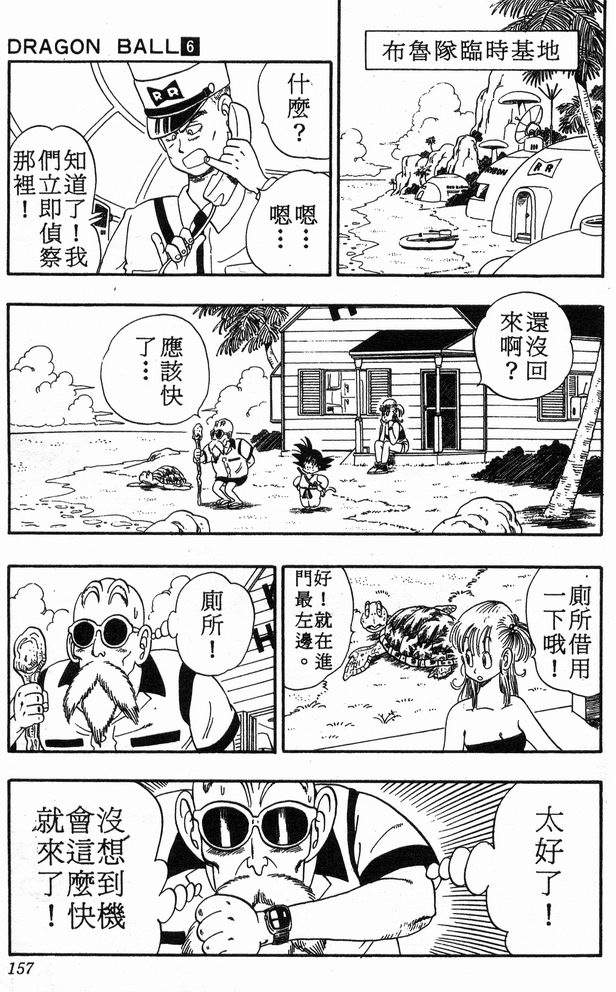 DRAGON BALL 6
布魯隊臨時基地
IN
RR
什麼?
RR
嗯…
嗯…
知道了!我
們立即偵察
那裡!
還沒回
來啊?
應該快
了…
廁所借用
一下哦!
好!就在進
門最左邊。
廁所!
太好了!
沒想到機
會這麼快
就來了!
157